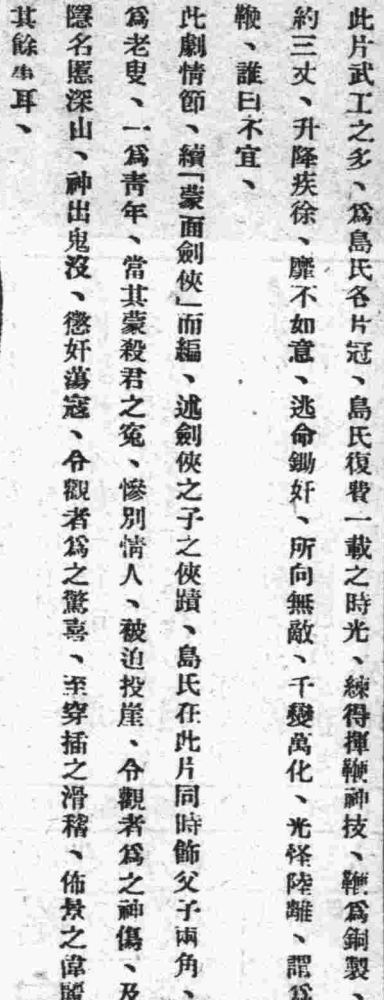 此片武工之多、爲島氏各片冠、島氏復費一載之時光、練得揮鞭神技、鞭爲銅製、
約三丈、升降疾徐、靡不如意、逃命鋤奸、所向無敵、千變萬化、光怪陸離、謂爲
鞭、誰曰不宜、
此劇情節、續「蒙面劍俠」而編、述劍俠之子之俠蹟、島氏在此片同時飾父子兩角、
爲老叟、一爲青年、當其蒙殺君之寃、慘別情人、被迫投崖、令觀者爲之神傷、及
隱名匿深山、神出鬼沒、懲奸蕩寇、令觀者爲之驚喜、至穿插之滑稽、佈景之偉麗
其餘事耳、